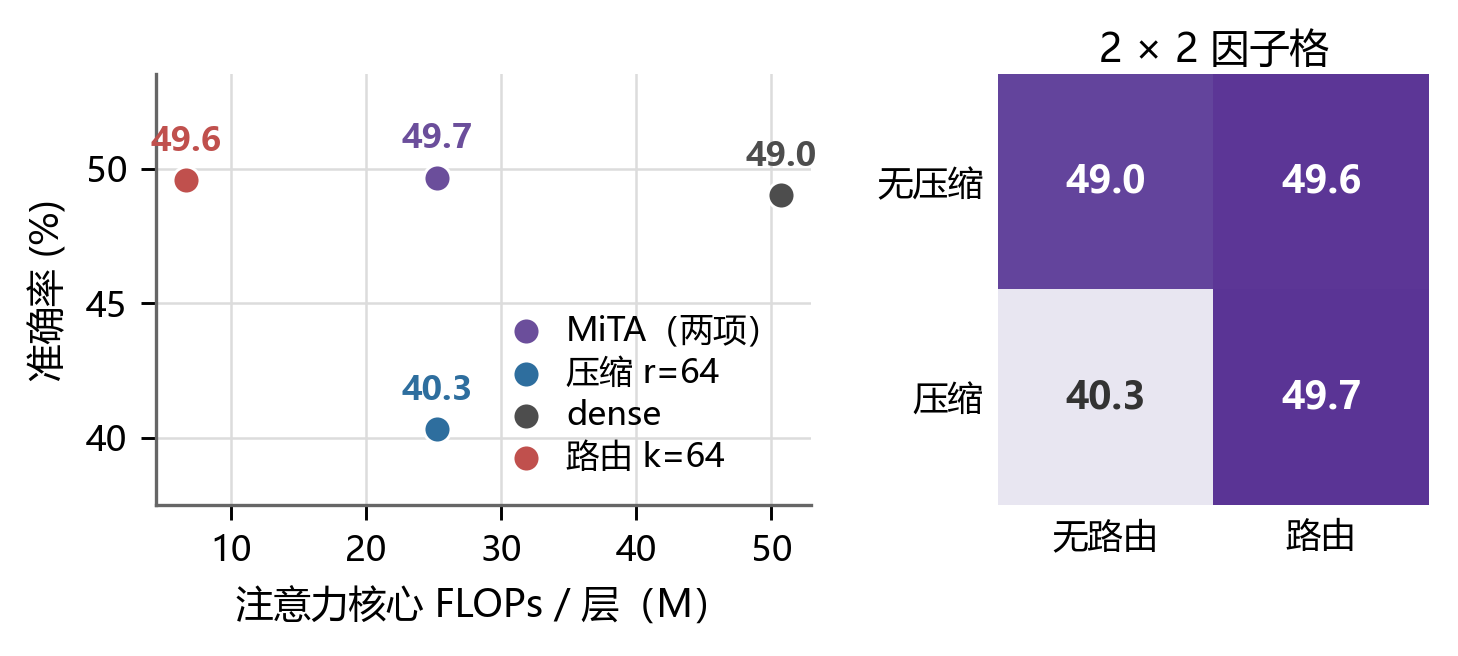 49.6
49.7
49.0
50
45
40
40.3
准确率 (%)
MiTA（两项）
压缩 r=64
dense
路由 k=64
10 20 30 40 50
注意力核心 FLOPs / 层（M）
2 × 2 因子格
无压缩
49.0 49.6
压缩
40.3 49.7
无路由 路由